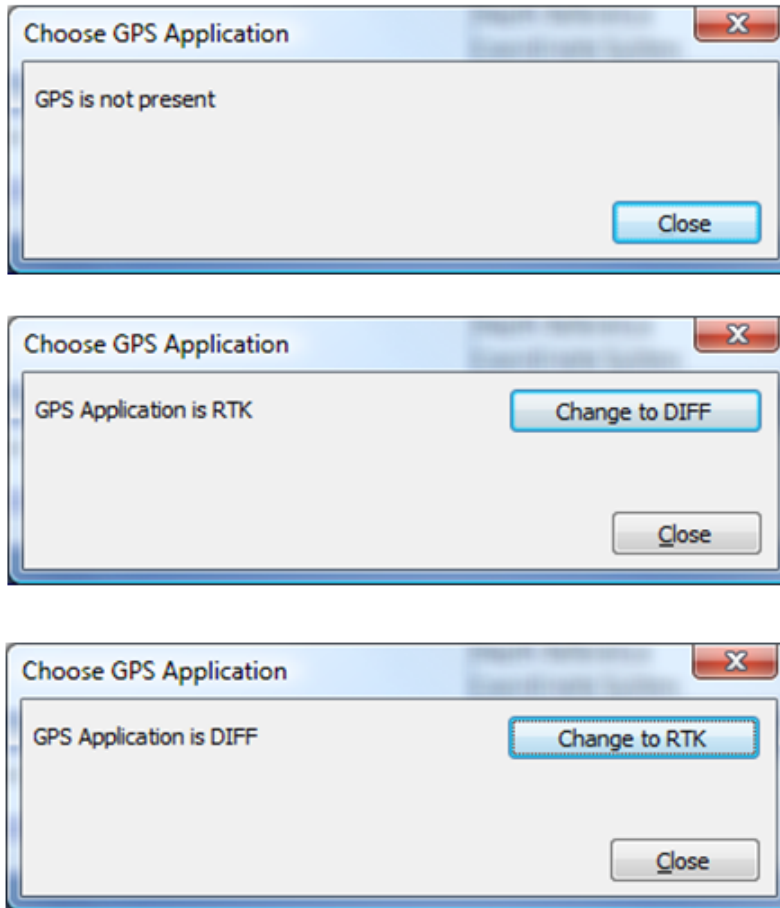 Choose GPS Application
GPS is not present
Close
Choose GPS Application
GPS Application is RTK
Change to DIFF
Close
Choose GPS Application
GPS Application is DIFF
Change to RTK
Close